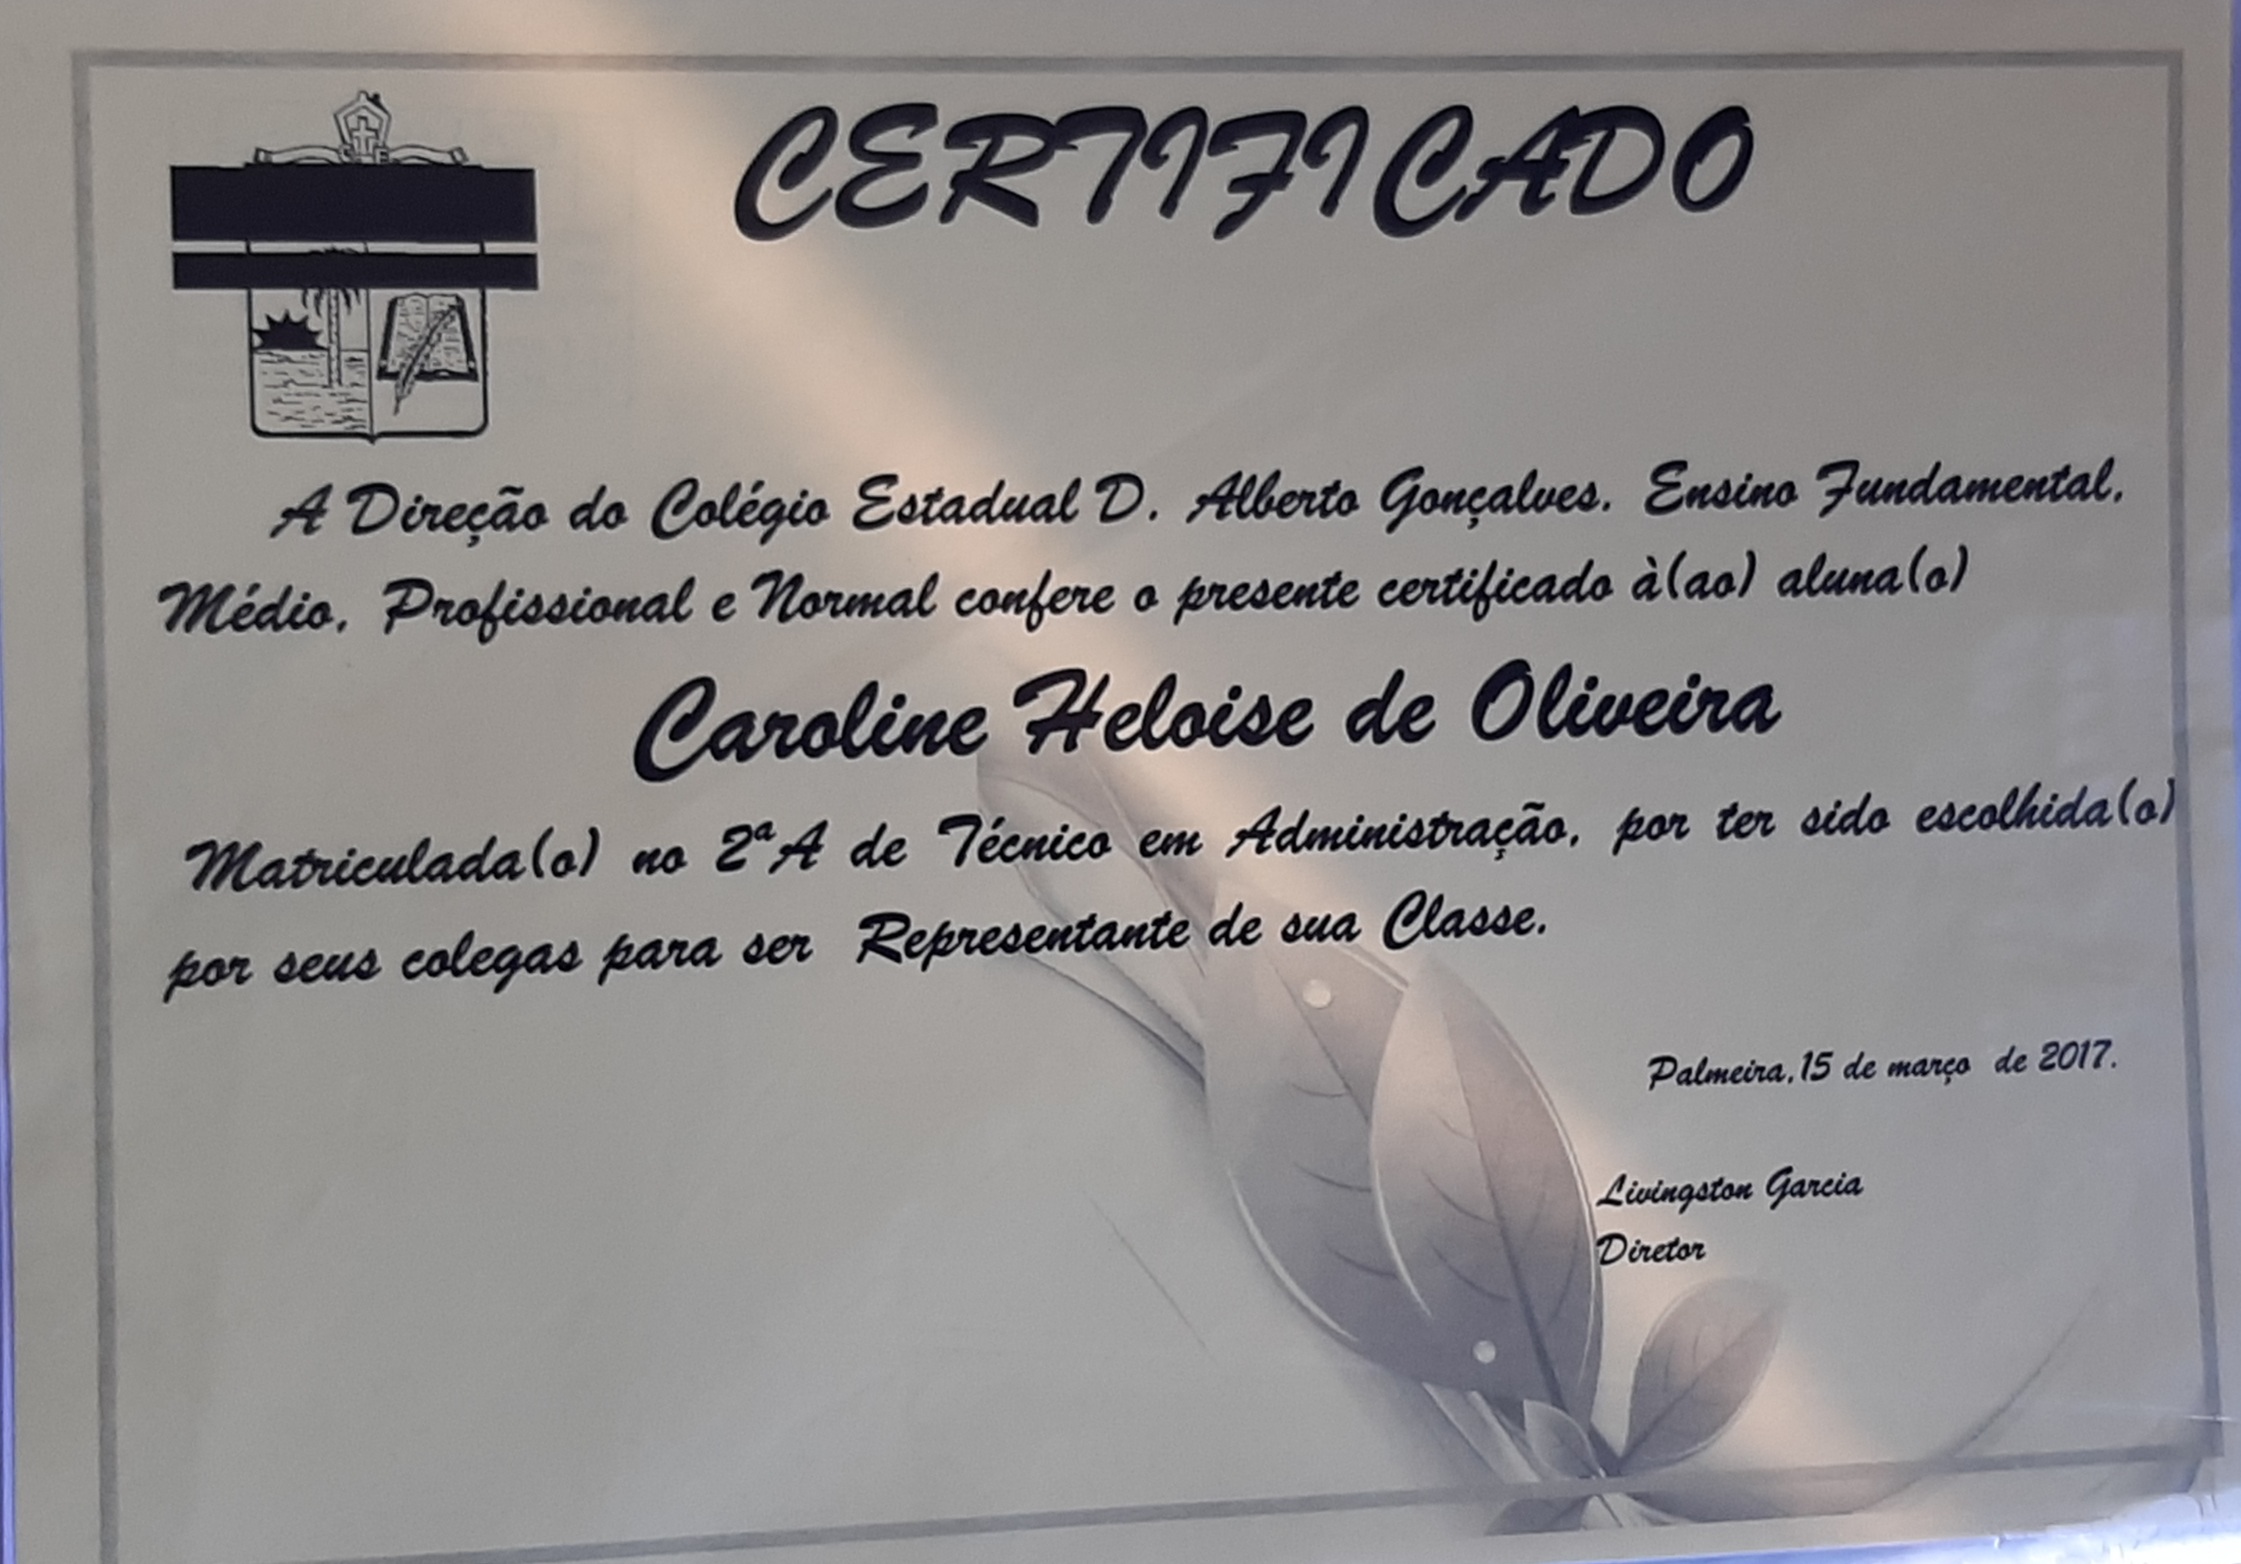 CERTIFICADO
A Direção do Colégio Estadual D. Alberto Gonçalves. Ensino Fundamental,
Médio, Profissional e Normal confere o presente certificado à(ao) aluna(o)
Caroline Heloise de Oliveira
Matriculada(o) no 2ªA de Técnico em Administração, por ter sido escolhida(o)
por seus colegas para ser Representante de sua Classe.
Palmeira,15 de março de 2017.
Livingston Garcia
Diretor